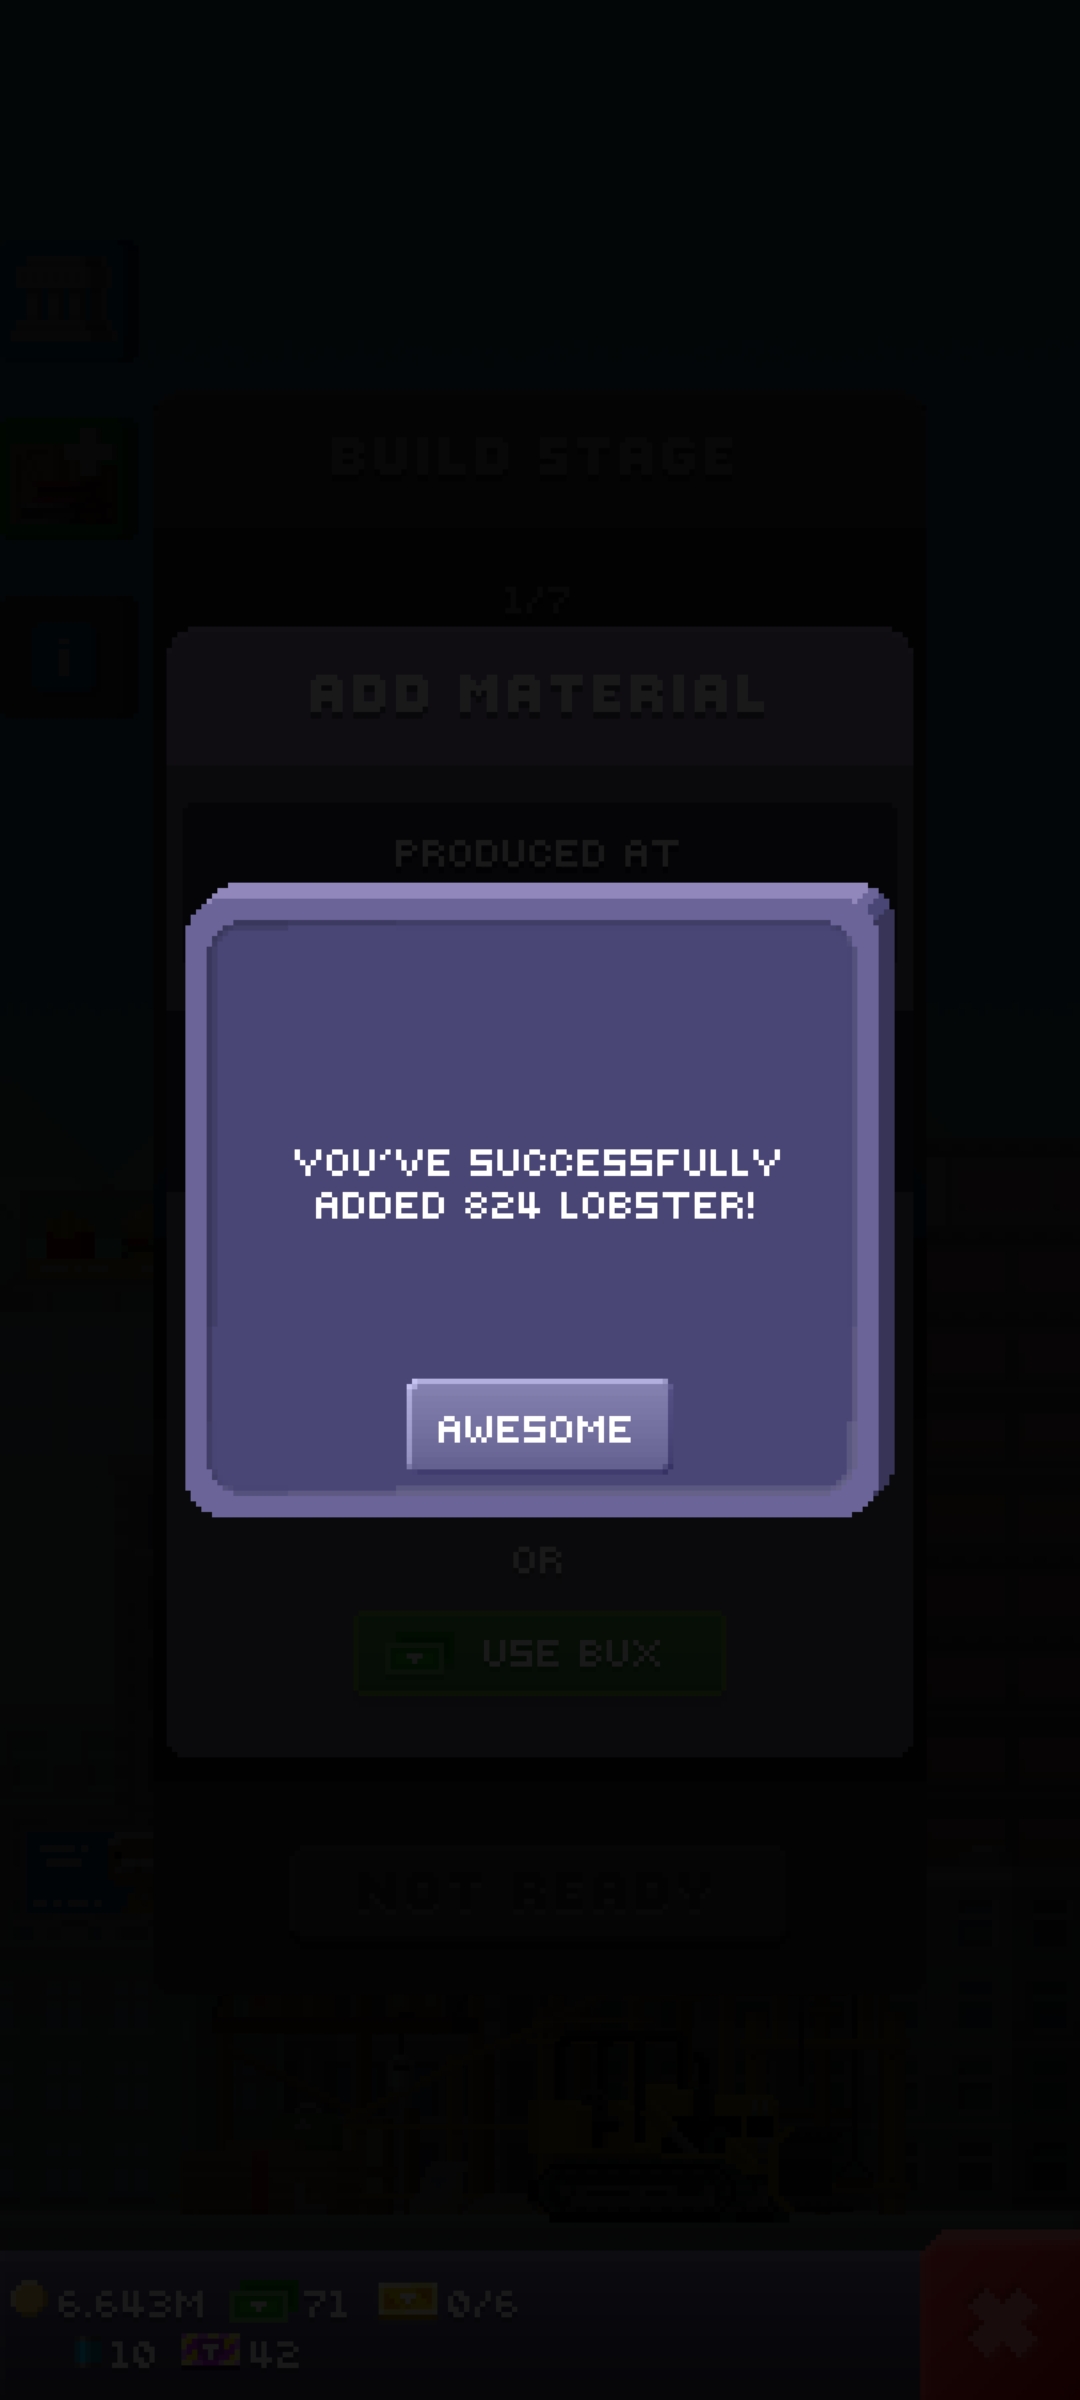 BUILD STAGE
1/7
ADD MATERIAL
PRODUCED AT
YOU'VE SUCCESSFULLY
ADDED 824 LOBSTER!
AWESOME
OR
USE BUX
NOT READY
6.643M 71 0/6
10 42